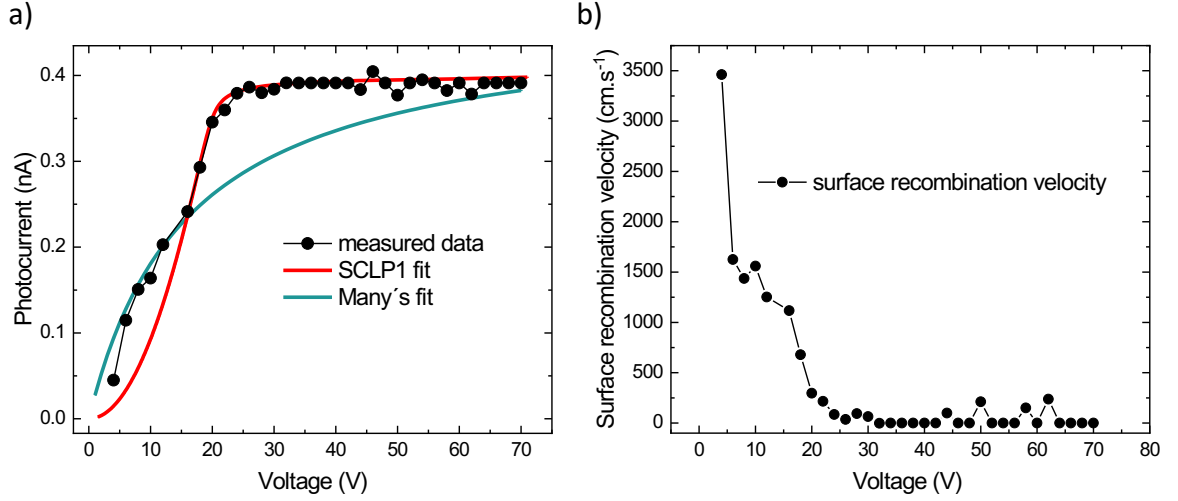 a)
0.4
0.3
0.2
0.1
0.0
Photocurrent (nA)
measured data
SCLP1 fit
Many´s fit
0 10 20 30 40 50 60 70
Voltage (V)
b)
3500
3000
2500
2000
1500
1000
500
0
Surface recombination velocity (cm.s⁻¹)
surface recombination velocity
0 10 20 30 40 50 60 70 80
Voltage (V)